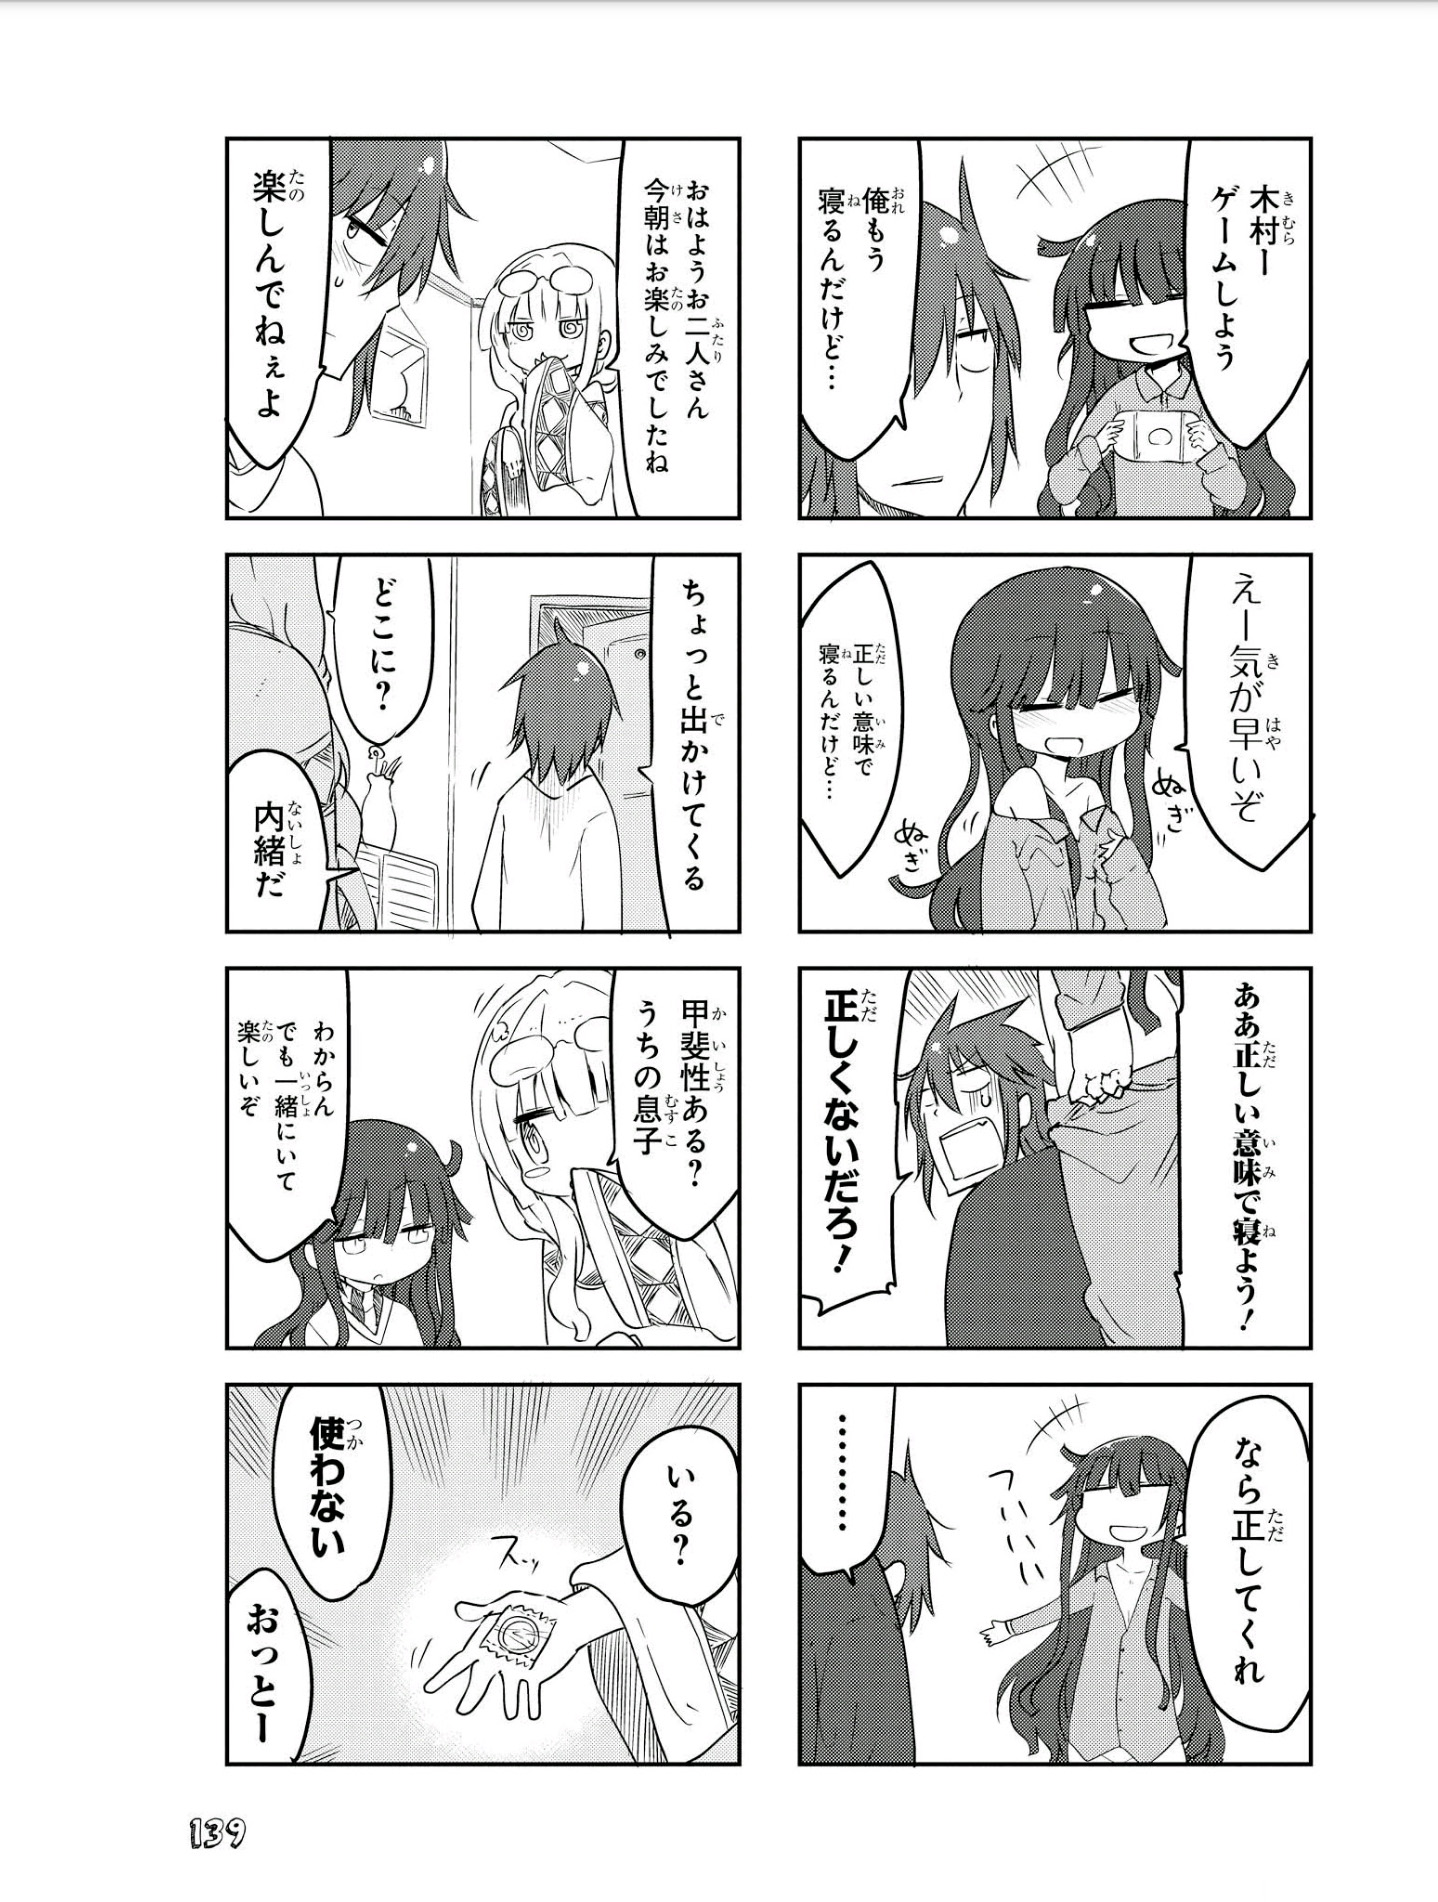 木村ー
ゲームしよう
俺もう
寝るんだけど…
えー気が早いぞ
ぬぎ
ぬぎ
正しい意味で
寝るんだけど…
ああ正しい意味で寝よう！
正しくないだろ！
なら正してくれ
フいいい
………
おはようお二人さん
今朝はお楽しみでしたね
楽しんでねぇよ
ちょっと出かけてくる
どこに？
内緒だ
甲斐性ある？
うちの息子
わからん
でも一緒にいて
楽しいぞ
いる？
スッ
使わない
おっとー
139